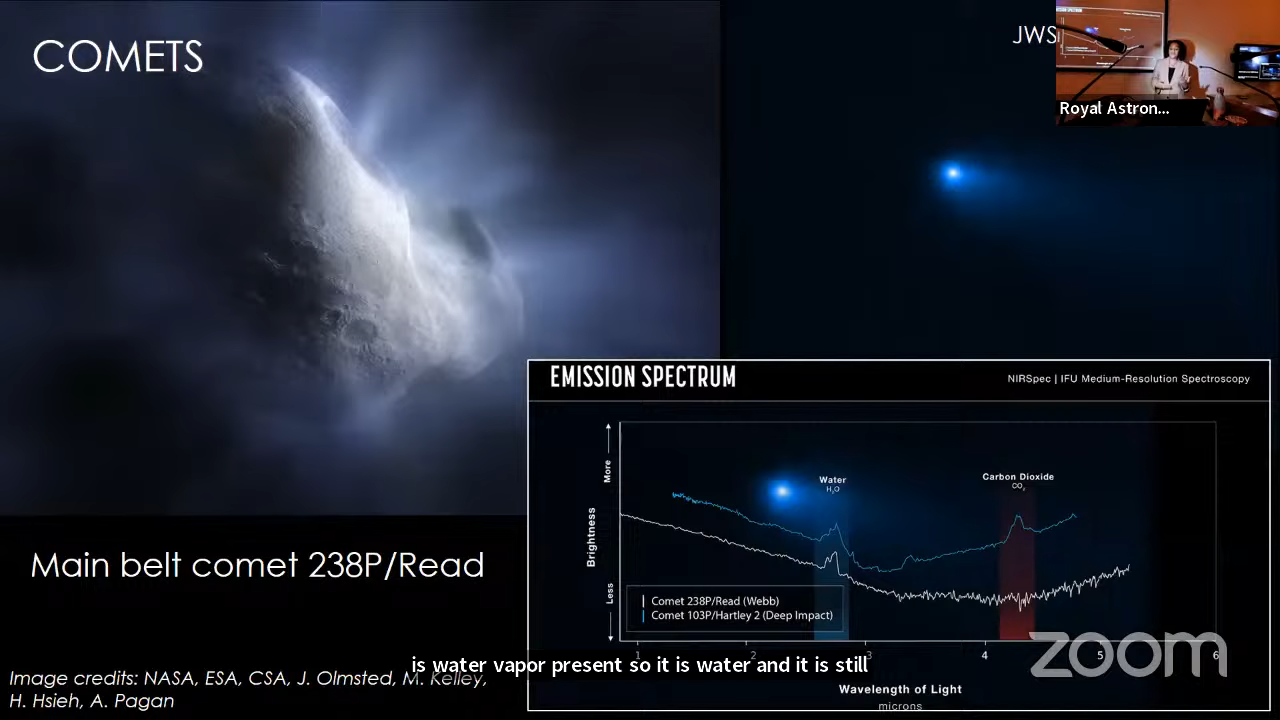 COMETS
JWS
Royal Astron...
EMISSION SPECTRUM
NIRSpec | IFU Medium-Resolution Spectroscopy
More
Brightness
Less
Water
H₂O
Carbon Dioxide
CO₂
Comet 238P/Read (Webb)
Comet 103P/Hartley 2 (Deep Impact)
1 2 3 4 5 6
Wavelength of Light
microns
Main belt comet 238P/Read
is water vapor present so it is water and it is still
zoom
Image credits: NASA, ESA, CSA, J. Olmsted, M. Kelley,
H. Hsieh, A. Pagan